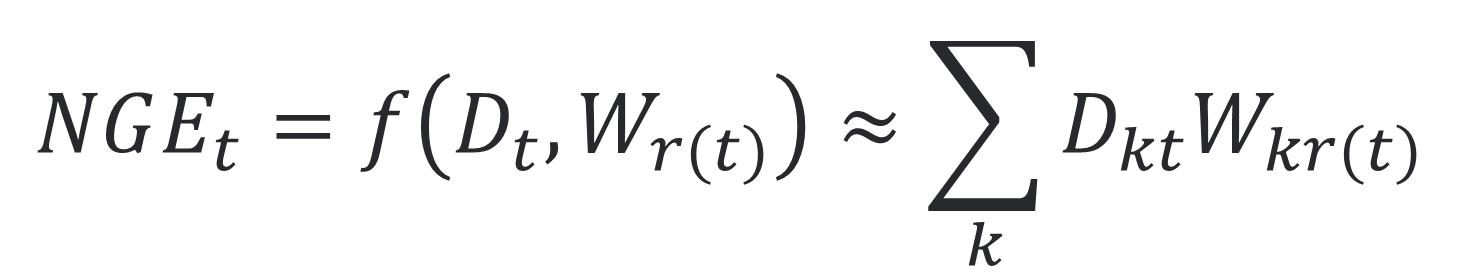 NGE_t = f(D_t, W_{r(t)}) ≈ ∑_k D_{kt}W_{kr(t)}